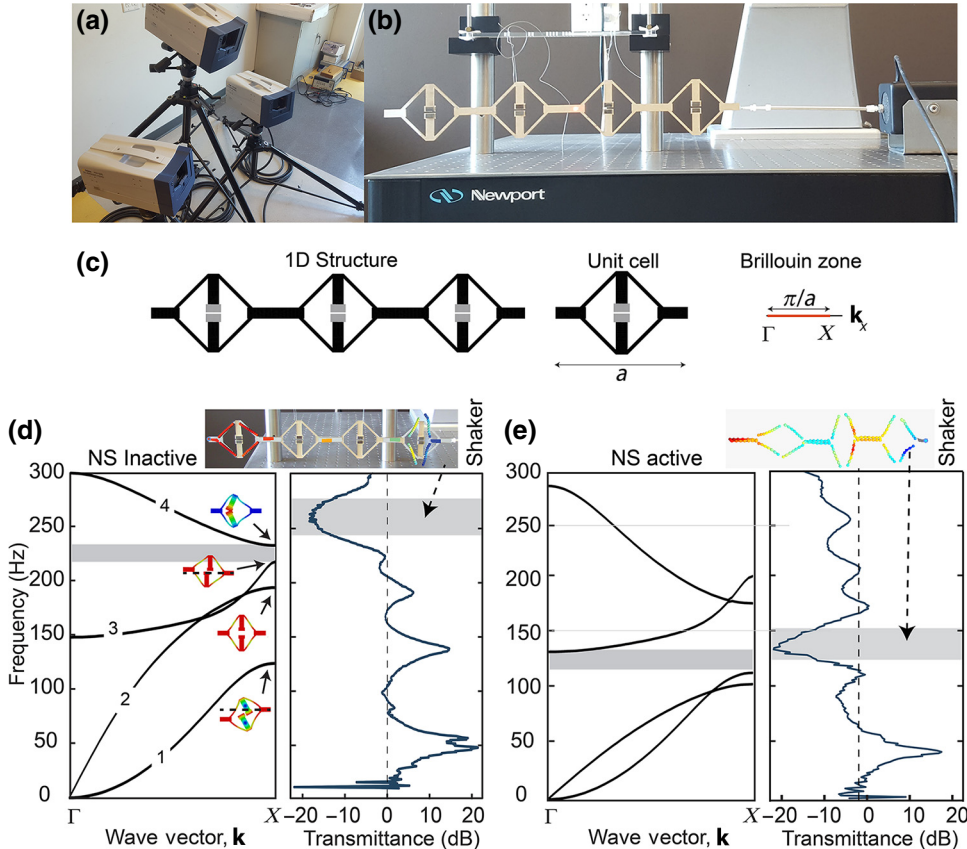 (a)
(b)
Newport
(c)
1D Structure
Unit cell
Brillouin zone
π/a
Γ
X
kₓ
a
(d)
NS Inactive
Shaker
300
250
200
150
100
50
0
Frequency (Hz)
4
3
2
1
Γ
X
Wave vector, k
−20
−10
0
10
20
Transmittance (dB)
(e)
NS active
Shaker
300
250
200
150
100
50
0
Γ
X
Wave vector, k
−20
−10
0
10
20
Transmittance (dB)